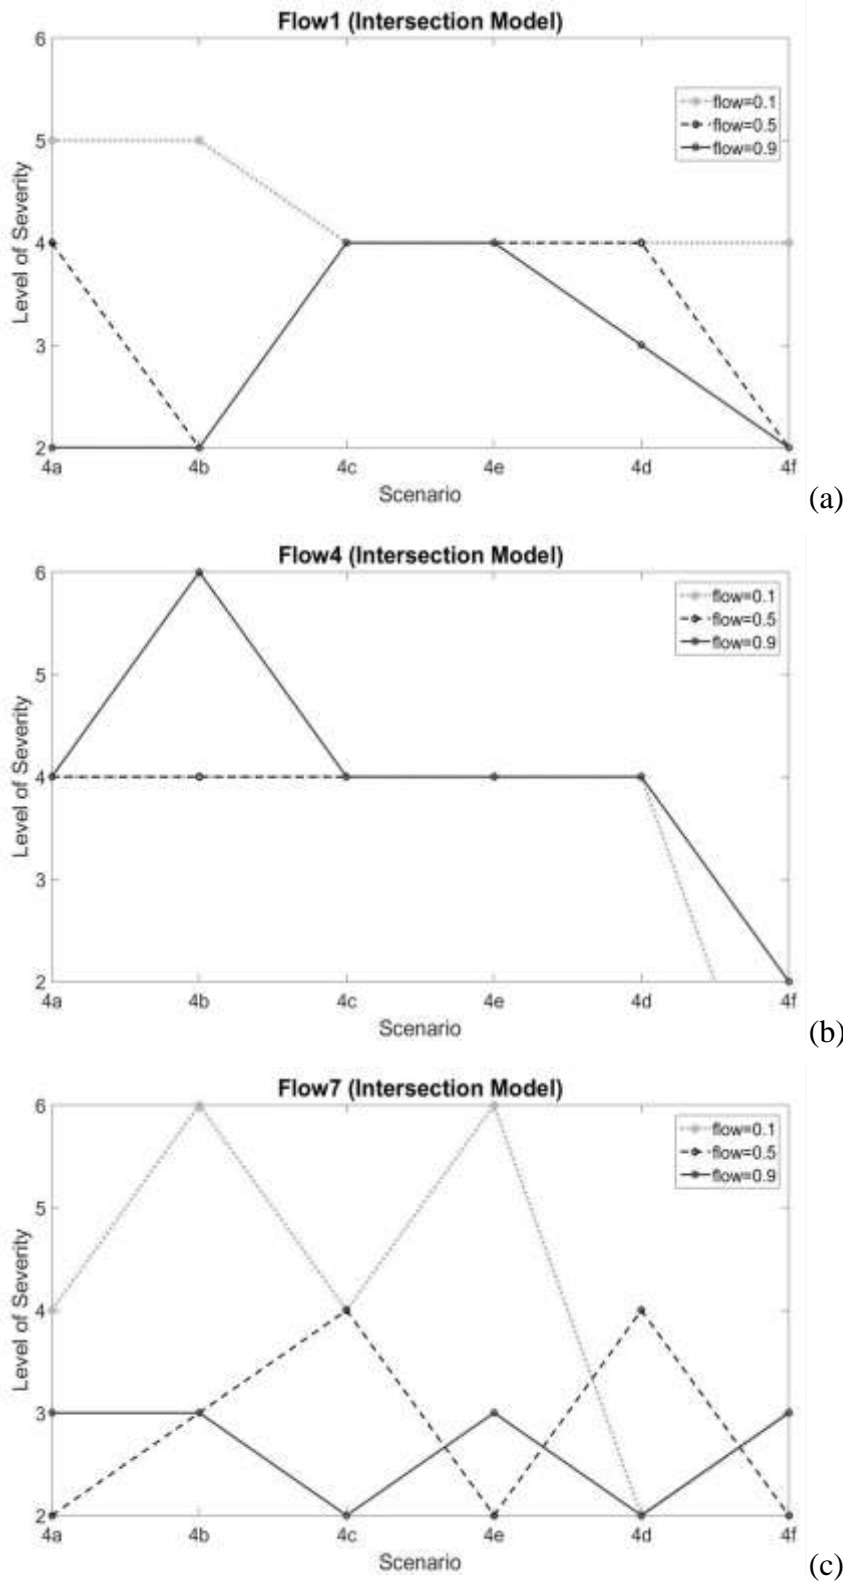 Flow1 (Intersection Model)
6
5
4
3
2
Level of Severity
flow=0.1
flow=0.5
flow=0.9
4a 4b 4c 4e 4d 4f
Scenario
(a)
Flow4 (Intersection Model)
6
5
4
3
2
Level of Severity
flow=0.1
flow=0.5
flow=0.9
4a 4b 4c 4e 4d 4f
Scenario
(b)
Flow7 (Intersection Model)
6
5
4
3
2
Level of Severity
flow=0.1
flow=0.5
flow=0.9
4a 4b 4c 4e 4d 4f
Scenario
(c)